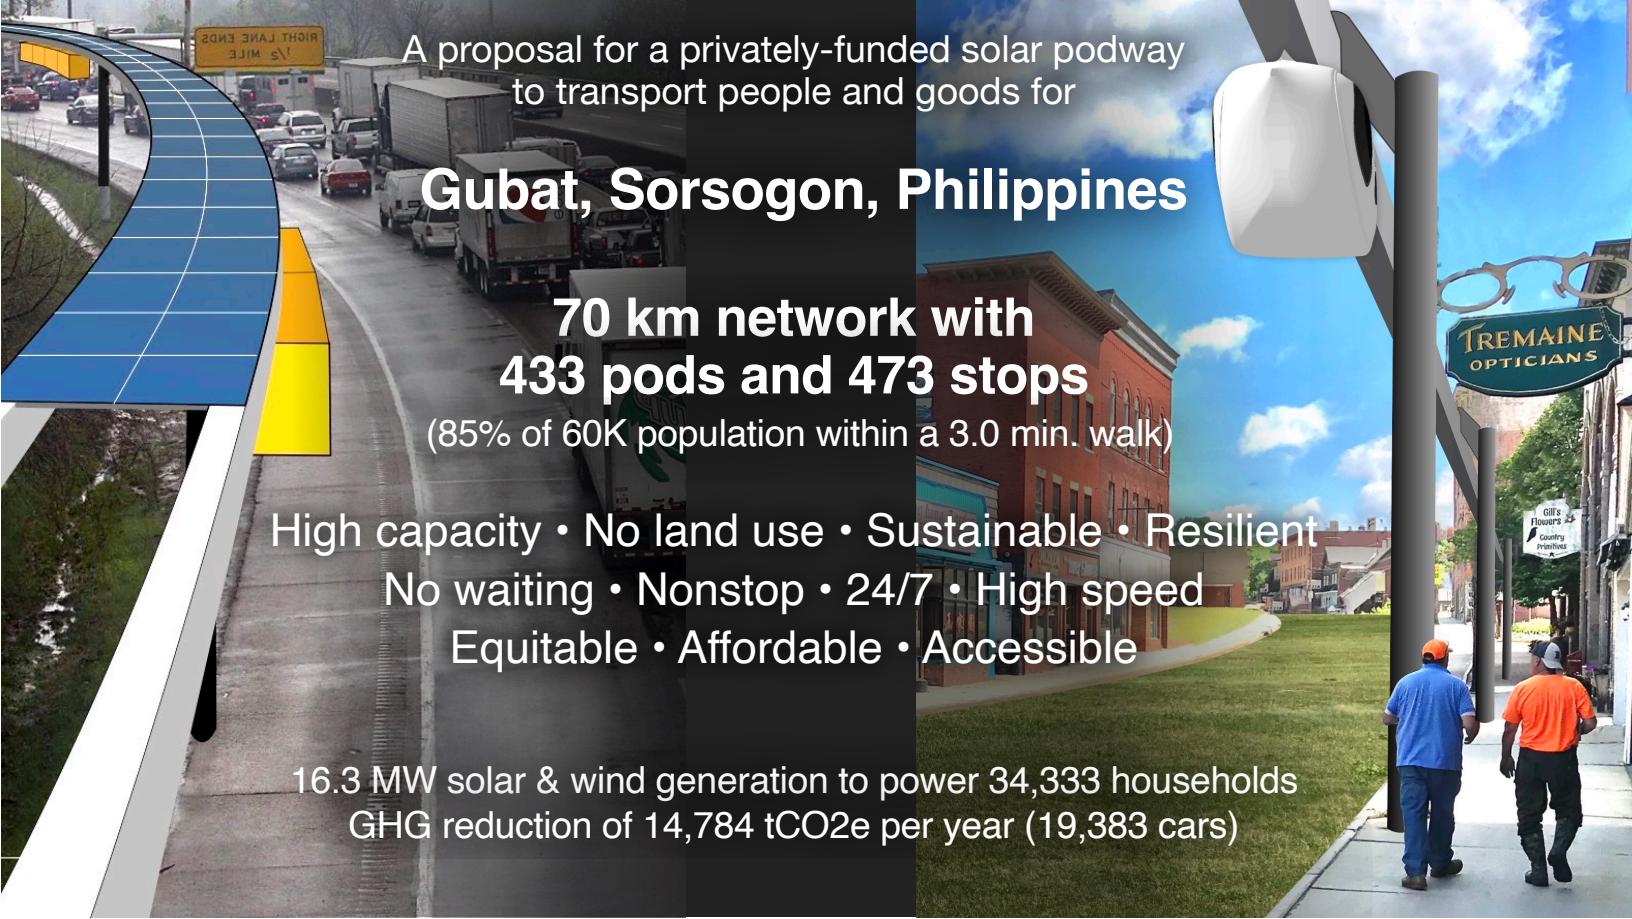 RIGHT LANE ENDS
1/2 MILE
A proposal for a privately-funded solar podway
to transport people and goods for
Gubat, Sorsogon, Philippines
70 km network with
433 pods and 473 stops
(85% of 60K population within a 3.0 min. walk)
High capacity • No land use • Sustainable • Resilient
No waiting • Nonstop • 24/7 • High speed
Equitable • Affordable • Accessible
16.3 MW solar & wind generation to power 34,333 households
GHG reduction of 14,784 tCO2e per year (19,383 cars)
TREMAINE
OPTICIANS
Gill's
Flowers
Country
Primitives